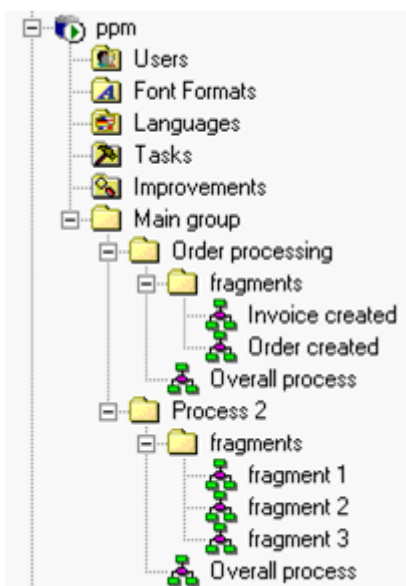 ppm
Users
Font Formats
Languages
Tasks
Improvements
Main group
Order processing
fragments
Invoice created
Order created
Overall process
Process 2
fragments
fragment 1
fragment 2
fragment 3
Overall process